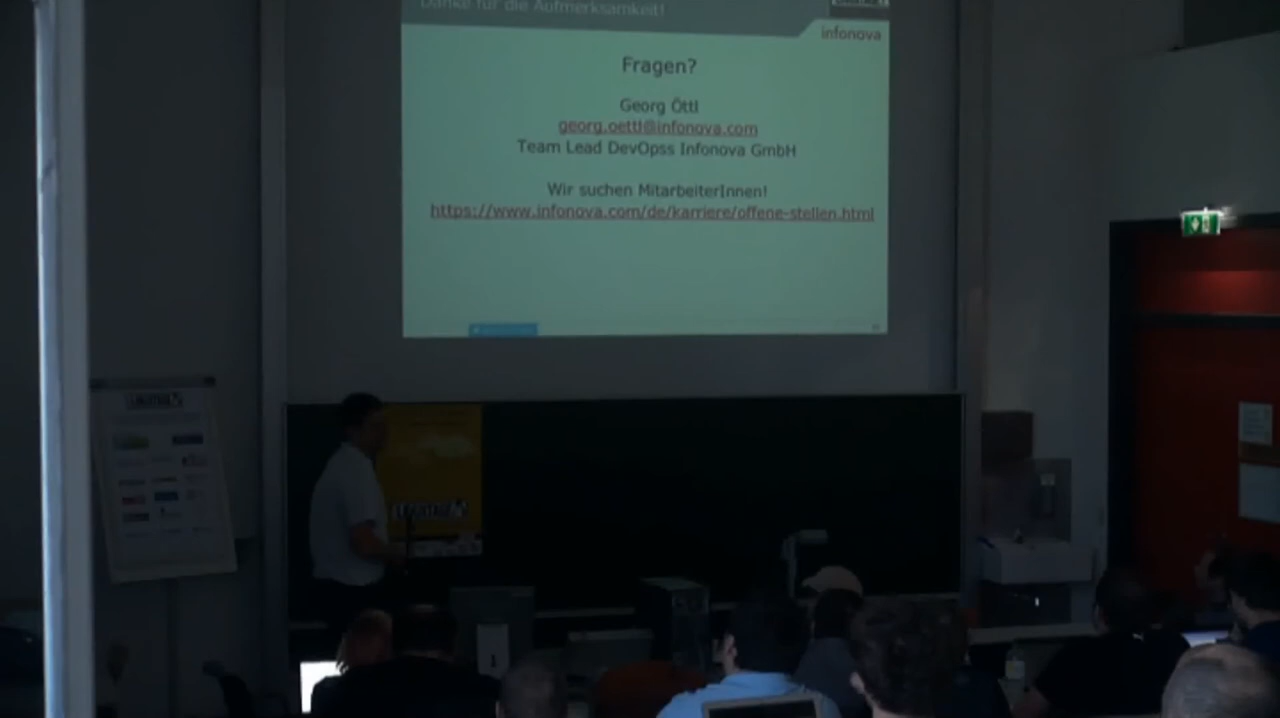 Danke für die Aufmerksamkeit!
infonova
Fragen?
Georg Öttl
georg.oettl@infonova.com
Team Lead DevOpss Infonova GmbH
Wir suchen MitarbeiterInnen!
https://www.infonova.com/de/karriere/offene-stellen.html